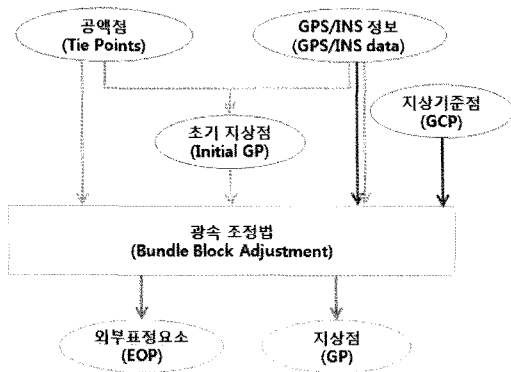 공액점
(Tie Points)
GPS/INS 정보
(GPS/INS data)
지상기준점
(GCP)
초기 지상점
(Initial GP)
광속 조정법
(Bundle Block Adjustment)
외부표정요소
(EOP)
지상점
(GP)